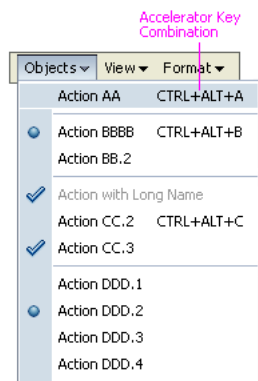 Accelerator Key
Combination
Objects View Format
Action AA CTRL+ALT+A
Action BBBB CTRL+ALT+B
Action BB.2
Action with Long Name
Action CC.2 CTRL+ALT+C
Action CC.3
Action DDD.1
Action DDD.2
Action DDD.3
Action DDD.4